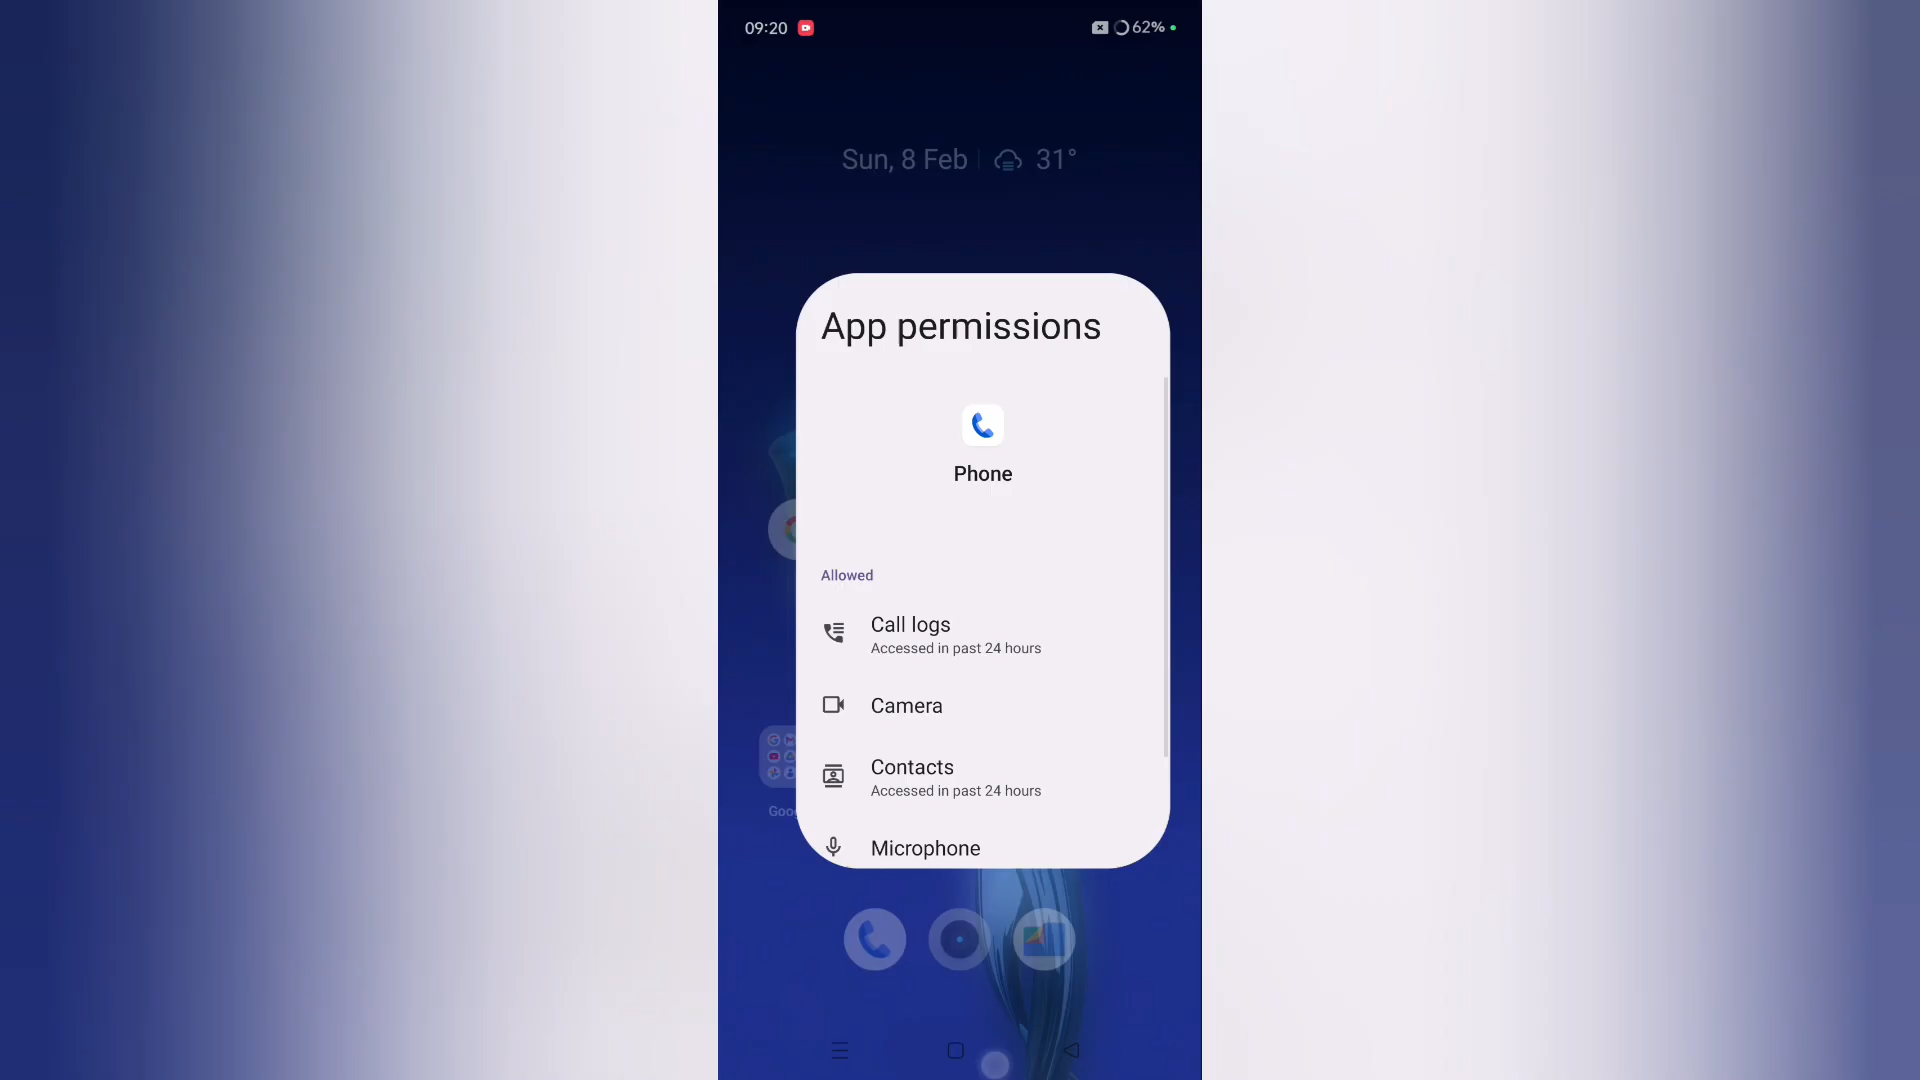 09:20
62%
Sun, 8 Feb
31°
App permissions
Phone
Allowed
Call logs
Accessed in past 24 hours
Camera
Contacts
Accessed in past 24 hours
Goo
Microphone